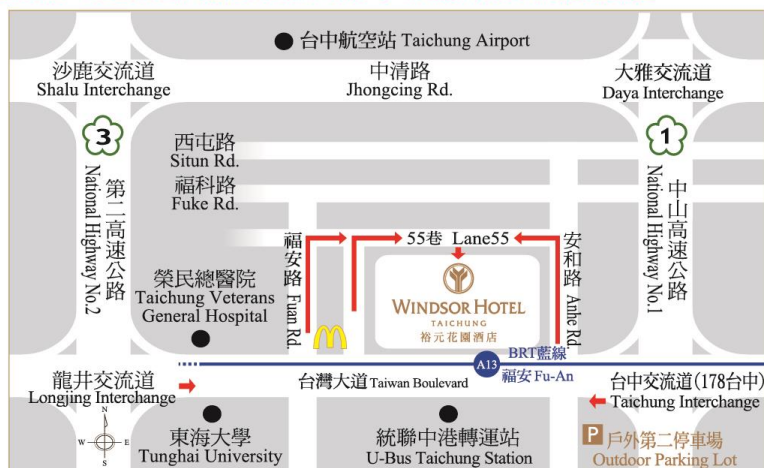 台中航空站 Taichung Airport
沙鹿交流道
Shalu Interchange
中清路
Jhongcing Rd.
大雅交流道
Daya Interchange
3
1
西屯路
Situn Rd.
福科路
Fuke Rd.
第二高速公路
National Highway No.2
中山高速公路
National Highway No.1
福安路 Fuan Rd.
55巷 Lane55
安和路 Anhe Rd.
WINDSOR HOTEL
TAICHUNG
裕元花園酒店
榮民總醫院
Taichung Veterans
General Hospital
A13
BRT藍線
福安 Fu-An
龍井交流道
Longjing Interchange
台灣大道 Taiwan Boulevard
台中交流道(178台中)
Taichung Interchange
N
W E
S
東海大學
Tunghai University
統聯中港轉運站
U-Bus Taichung Station
P 戶外第二停車場
Outdoor Parking Lot